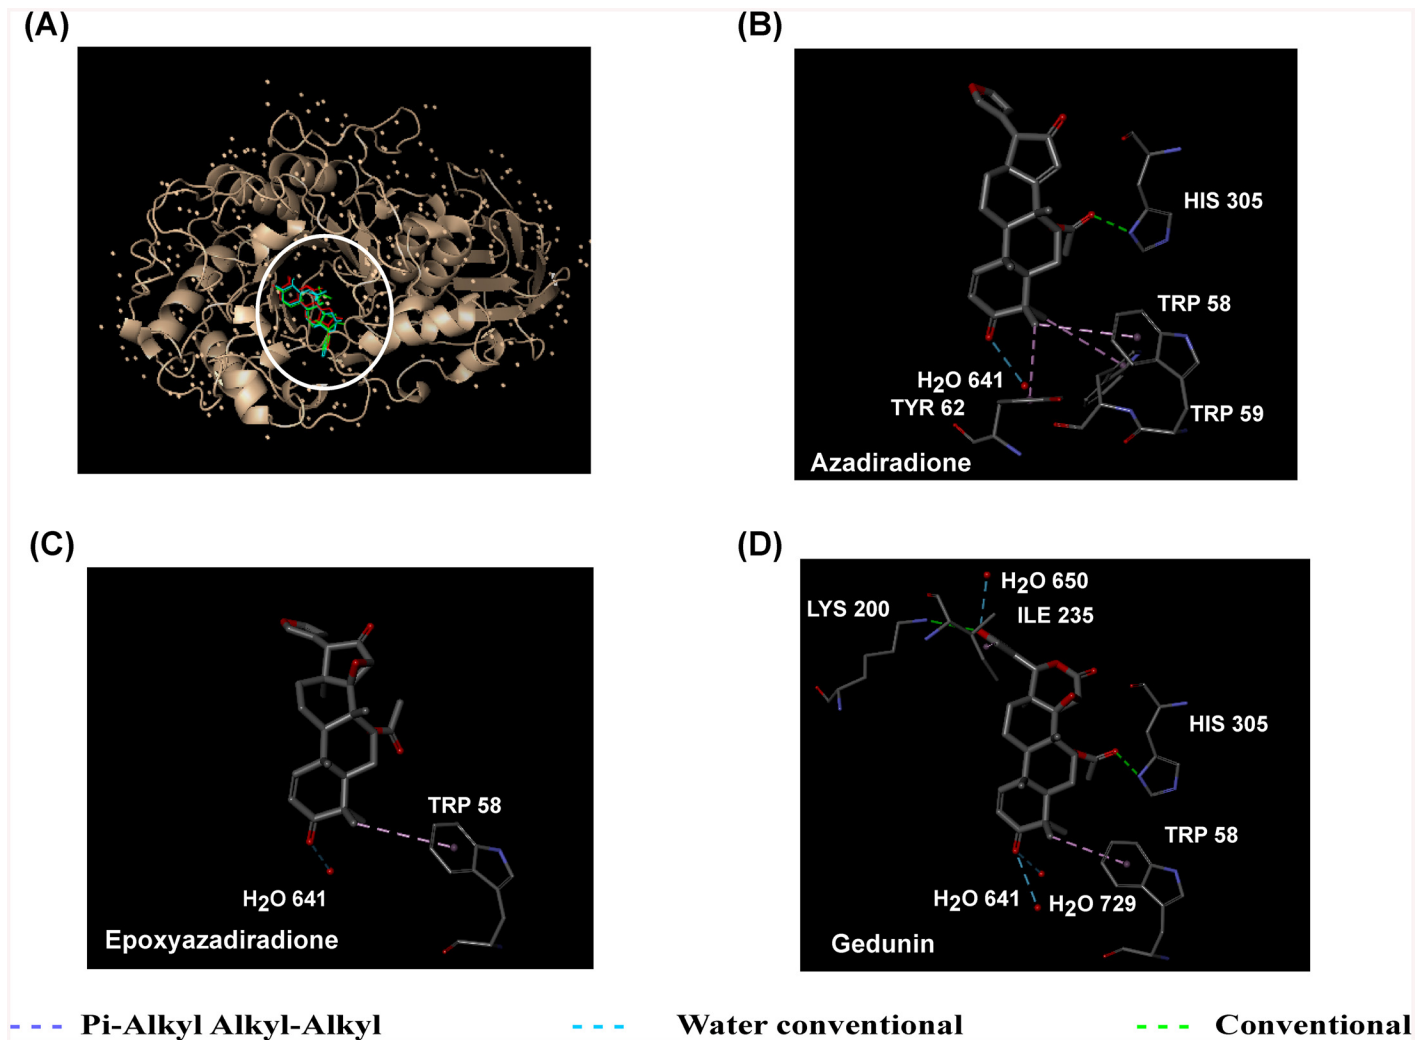 (A)
(B)
HIS 305
TRP 58
H2O 641
TYR 62
TRP 59
Azadiradione
(C)
TRP 58
H2O 641
Epoxyazadiradione
(D)
H2O 650
LYS 200
ILE 235
HIS 305
TRP 58
H2O 641
H2O 729
Gedunin
Pi-Alkyl Alkyl-Alkyl
Water conventional
Conventional